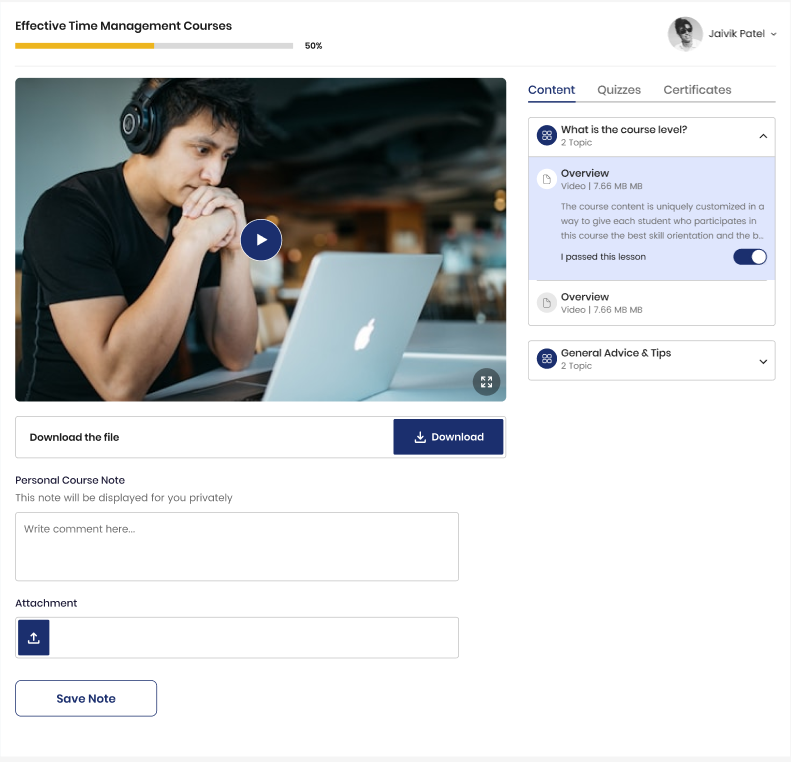 Effective Time Management Courses
50%
Jaivik Patel
Content Quizzes Certificates
What is the course level?
2 Topic
Overview
Video | 7.66 MB MB
The course content is uniquely customized in a
way to give each student who participates in
this course the best skill orientation and the b...
I passed this lesson
Overview
Video | 7.66 MB MB
General Advice & Tips
2 Topic
Download the file
Download
Personal Course Note
This note will be displayed for you privately
Write comment here...
Attachment
Save Note